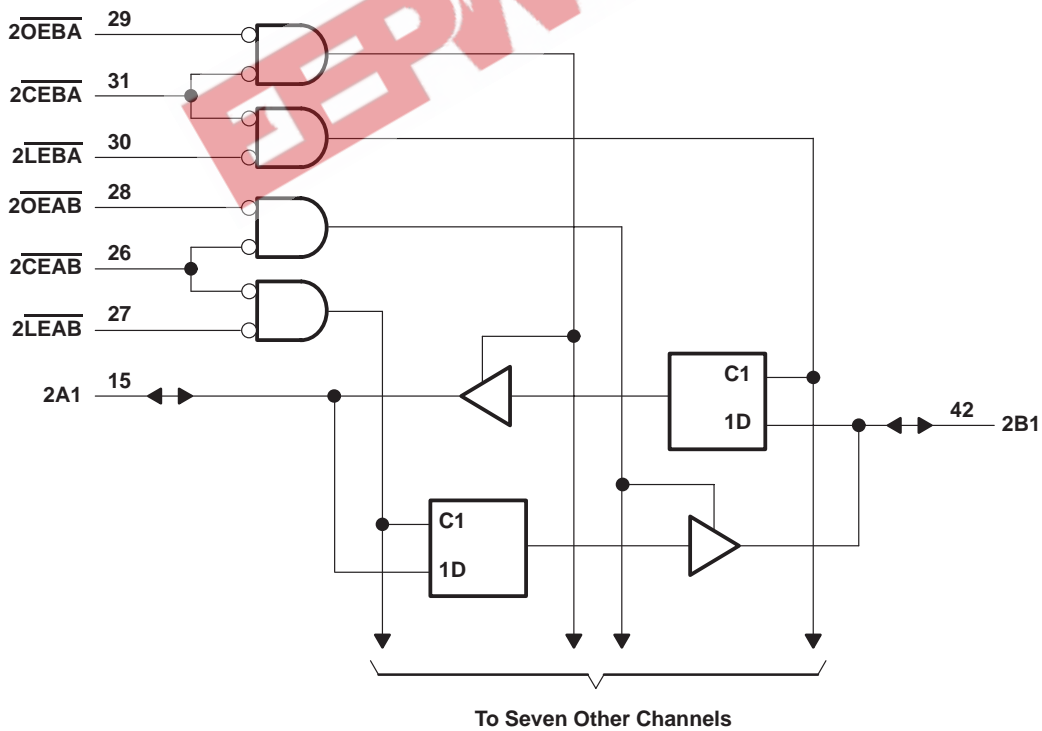 2OEBA 29
2CEBA 31
2LEBA 30
2OEAB 28
2CEAB 26
2LEAB 27
2A1 15
C1
1D
42 2B1
C1
1D
To Seven Other Channels